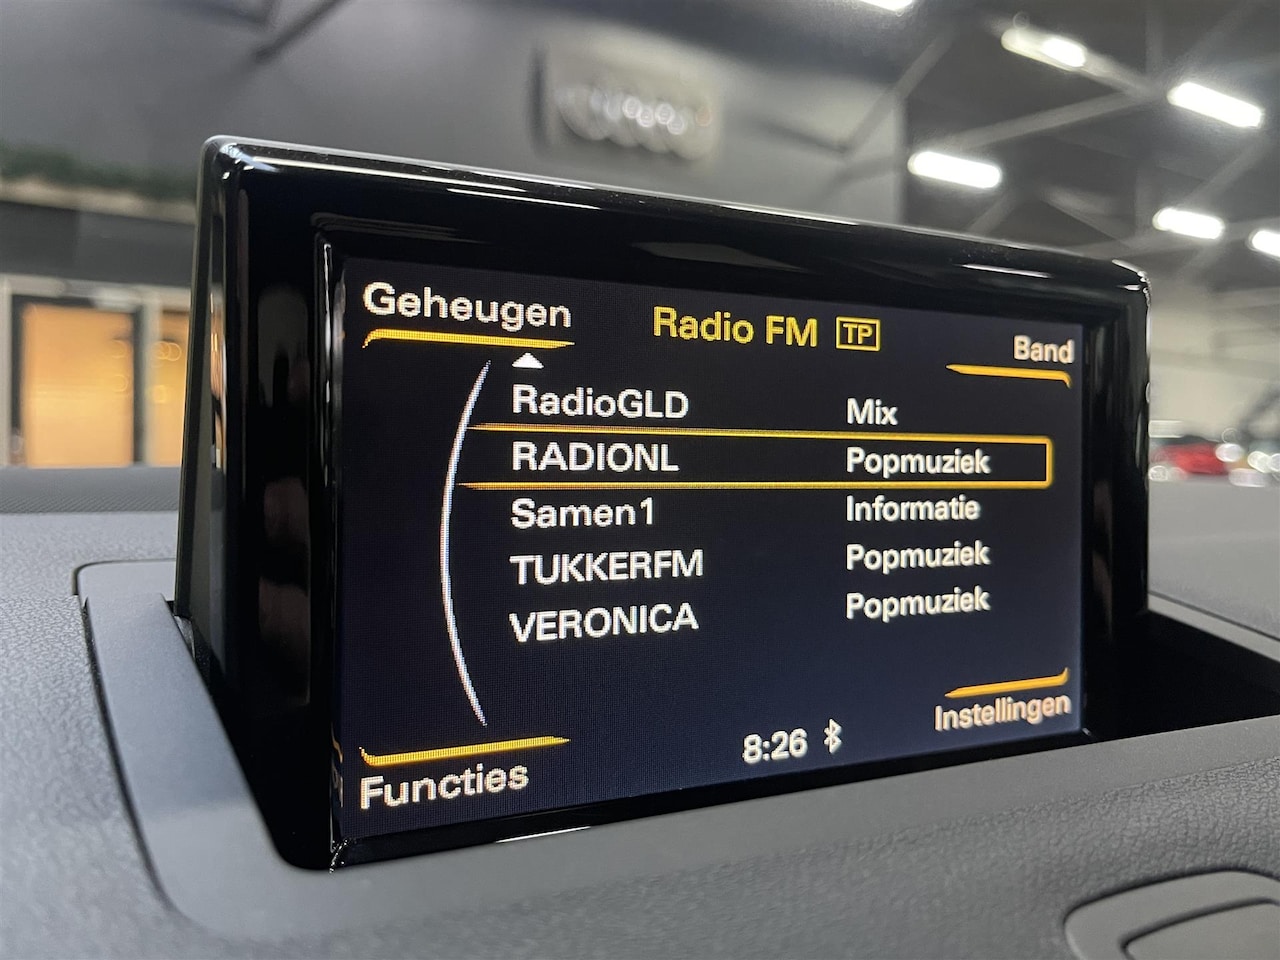 Geheugen
Radio FM TP
Band
RadioGLD Mix
RADIONL Popmuziek
Samen1 Informatie
TUKKERFM Popmuziek
VERONICA Popmuziek
Functies
8:26
Instellingen